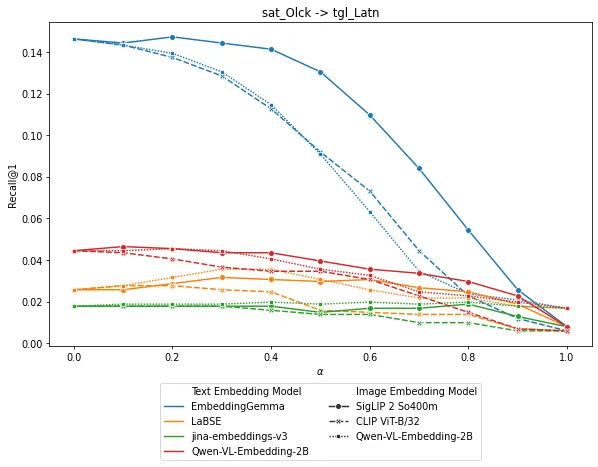 sat_Olck -> tgl_Latn
Recall@1
0.14
0.12
0.10
0.08
0.06
0.04
0.02
0.00
0.0 0.2 0.4 0.6 0.8 1.0
α
Text Embedding Model Image Embedding Model
EmbeddingGemma SigLIP 2 So400m
LaBSE CLIP ViT-B/32
jina-embeddings-v3 Qwen-VL-Embedding-2B
Qwen-VL-Embedding-2B